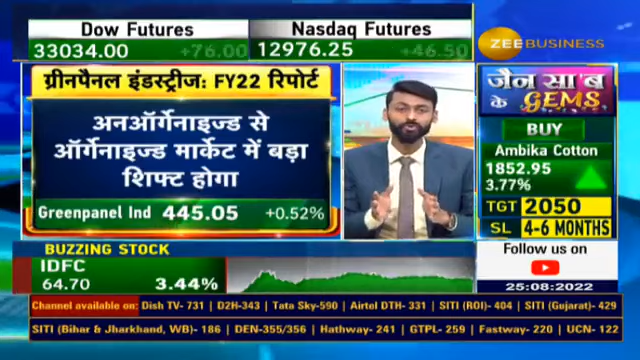 Dow Futures
33034.00 +76.00
Nasdaq Futures
12976.25 +46.50
ZEE BUSINESS
ग्रीनपैनल इंडस्ट्रीज: FY22 रिपोर्ट
अनऑर्गेनाइज्ड से
ऑर्गेनाइज्ड मार्केट में बड़ा
शिफ्ट होगा
Greenpanel Ind 445.05 +0.52%
जैन सा'ब
के GEMS
BUY
Ambika Cotton
1852.95
3.77%
TGT 2050
SL 4-6 MONTHS
BUZZING STOCK
IDFC
64.70 3.44%
Follow us on
25:08:2022
Channel available on: Dish TV- 731 | D2H-343 | Tata Sky-590 | Airtel DTH- 331 | SITI (ROI)- 404 | SITI (Gujarat)- 429
SITI (Bihar & Jharkhand, WB)- 186 | DEN-355/356 | Hathway- 241 | GTPL- 259 | Fastway- 220 | UCN- 122